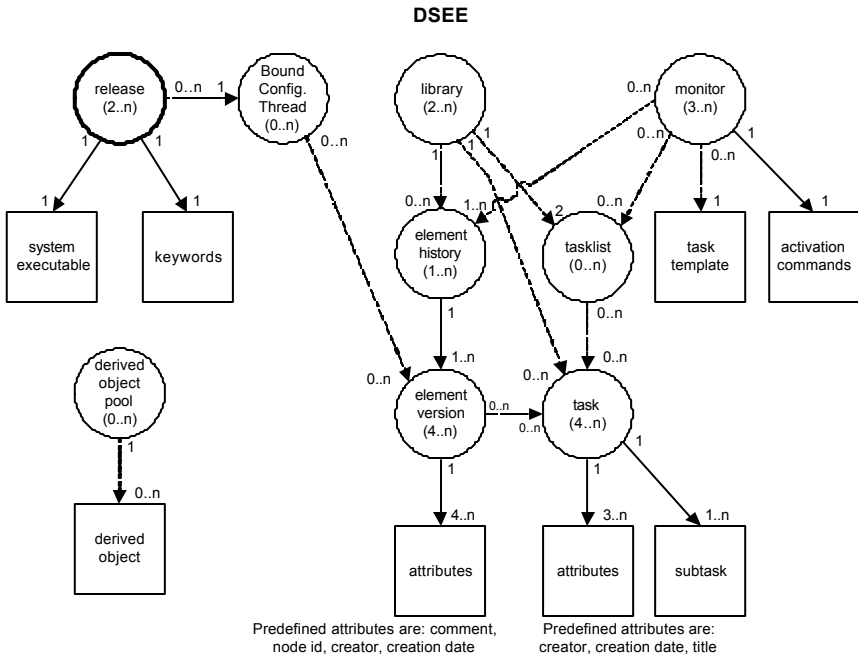 DSEE
release
(2..n)
0..n
1
Bound
Config.
Thread
(0..n)
library
(2..n)
monitor
(3..n)
1
1
0..n
1
1
1
0..n
0..n
0..n
1
1
1
system
executable
keywords
0..n
1..n
element
history
(1..n)
2
0..n
tasklist
(0..n)
1
task
template
1
activation
commands
1
0..n
derived
object
pool
(0..n)
1
0..n
derived
object
0..n
1..n
element
version
(4..n)
0..n
0..n
0..n
0..n
task
(4..n)
1
1
1
4..n
3..n
1..n
attributes
attributes
subtask
Predefined attributes are: comment,
node id, creator, creation date
Predefined attributes are:
creator, creation date, title